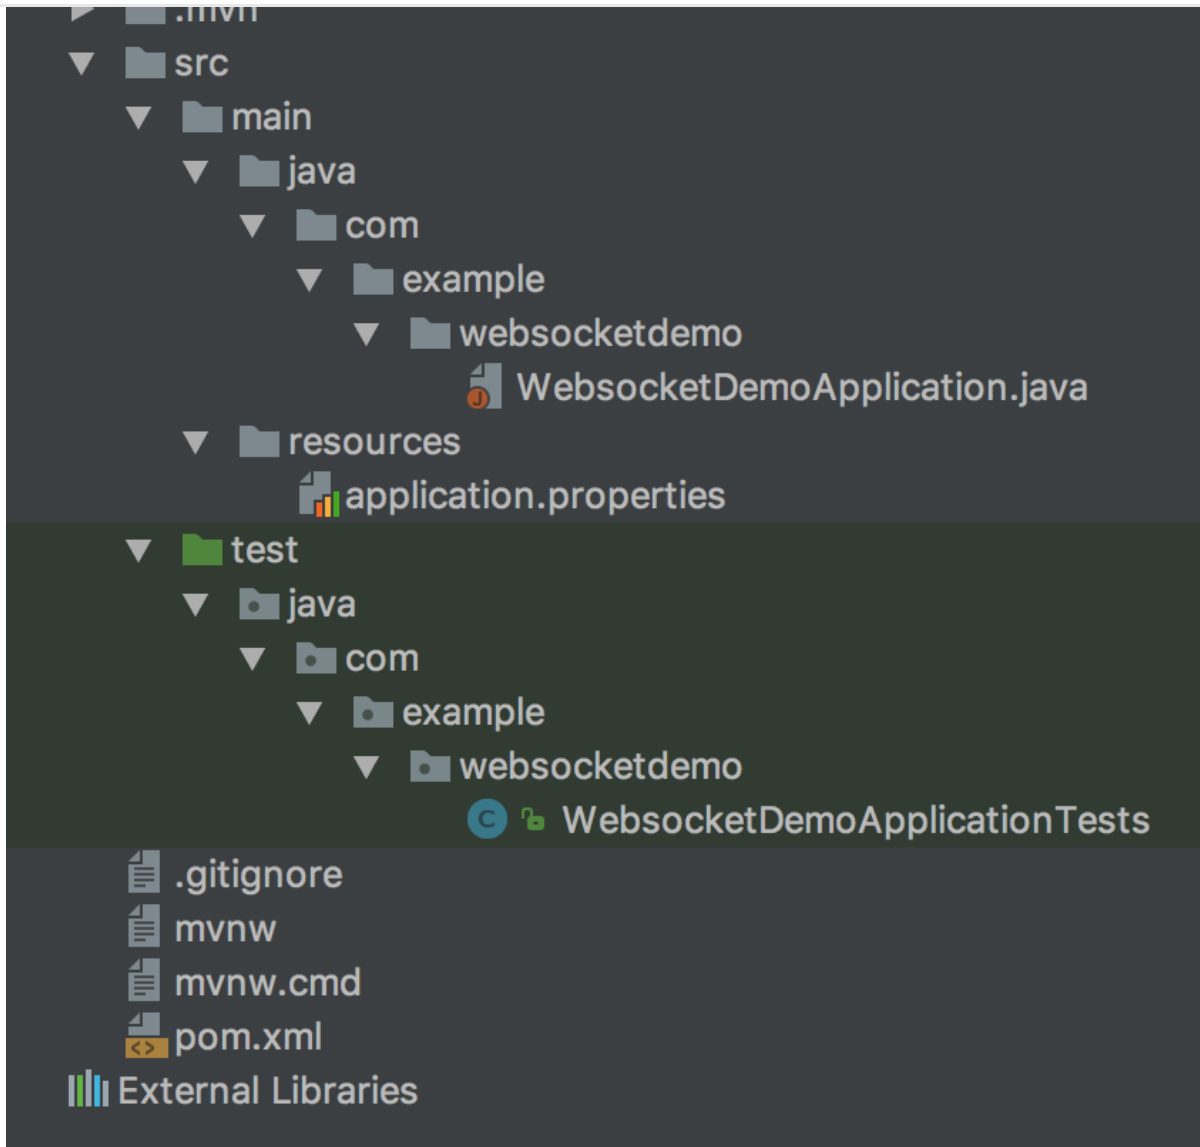 .mvn
src
main
java
com
example
websocketdemo
WebsocketDemoApplication.java
resources
application.properties
test
java
com
example
websocketdemo
WebsocketDemoApplicationTests
.gitignore
mvnw
mvnw.cmd
pom.xml
External Libraries